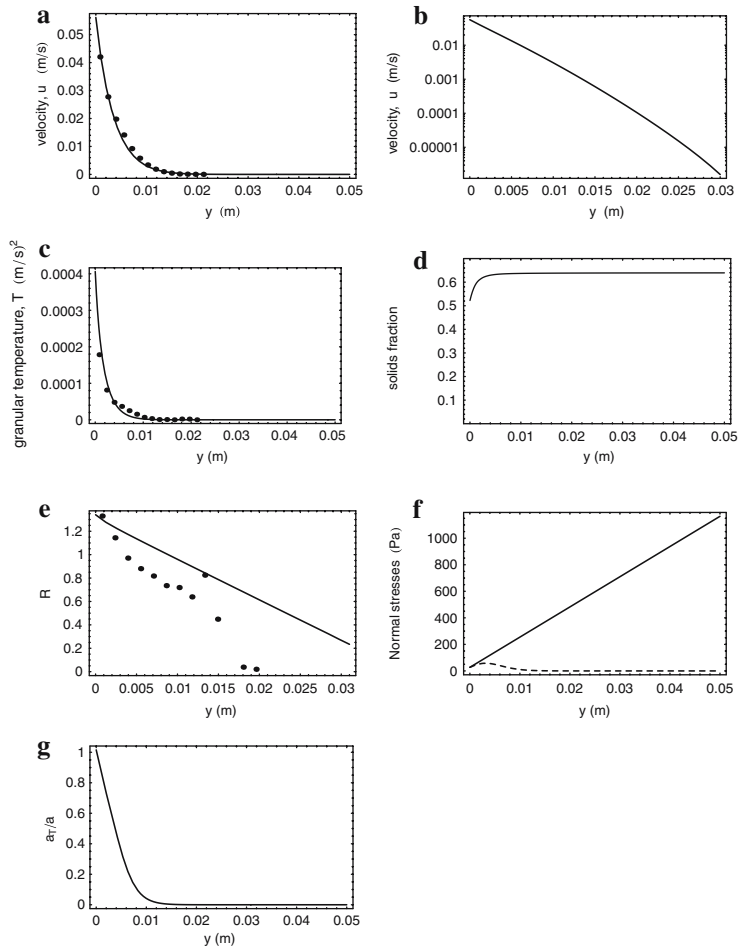 a
velocity, u (m/s)
0.05
0.04
0.03
0.02
0.01
0
0 0.01 0.02 0.03 0.04 0.05
y (m)
b
velocity, u (m/s)
0.01
0.001
0.0001
0.00001
0 0.005 0.01 0.015 0.02 0.025 0.03
y (m)
c
granular temperature, T (m/s)²
0.0004
0.0002
0.0001
0
0 0.01 0.02 0.03 0.04 0.05
y (m)
d
solids fraction
0.6
0.5
0.4
0.3
0.2
0.1
0 0.01 0.02 0.03 0.04 0.05
y (m)
e
R
1.2
1
0.8
0.6
0.4
0.2
0
0 0.005 0.01 0.015 0.02 0.025 0.03
y (m)
f
Normal stresses (Pa)
1000
800
600
400
200
0
0 0.01 0.02 0.03 0.04 0.05
y (m)
g
a_T/a
1
0.8
0.6
0.4
0.2
0
0 0.01 0.02 0.03 0.04 0.05
y (m)